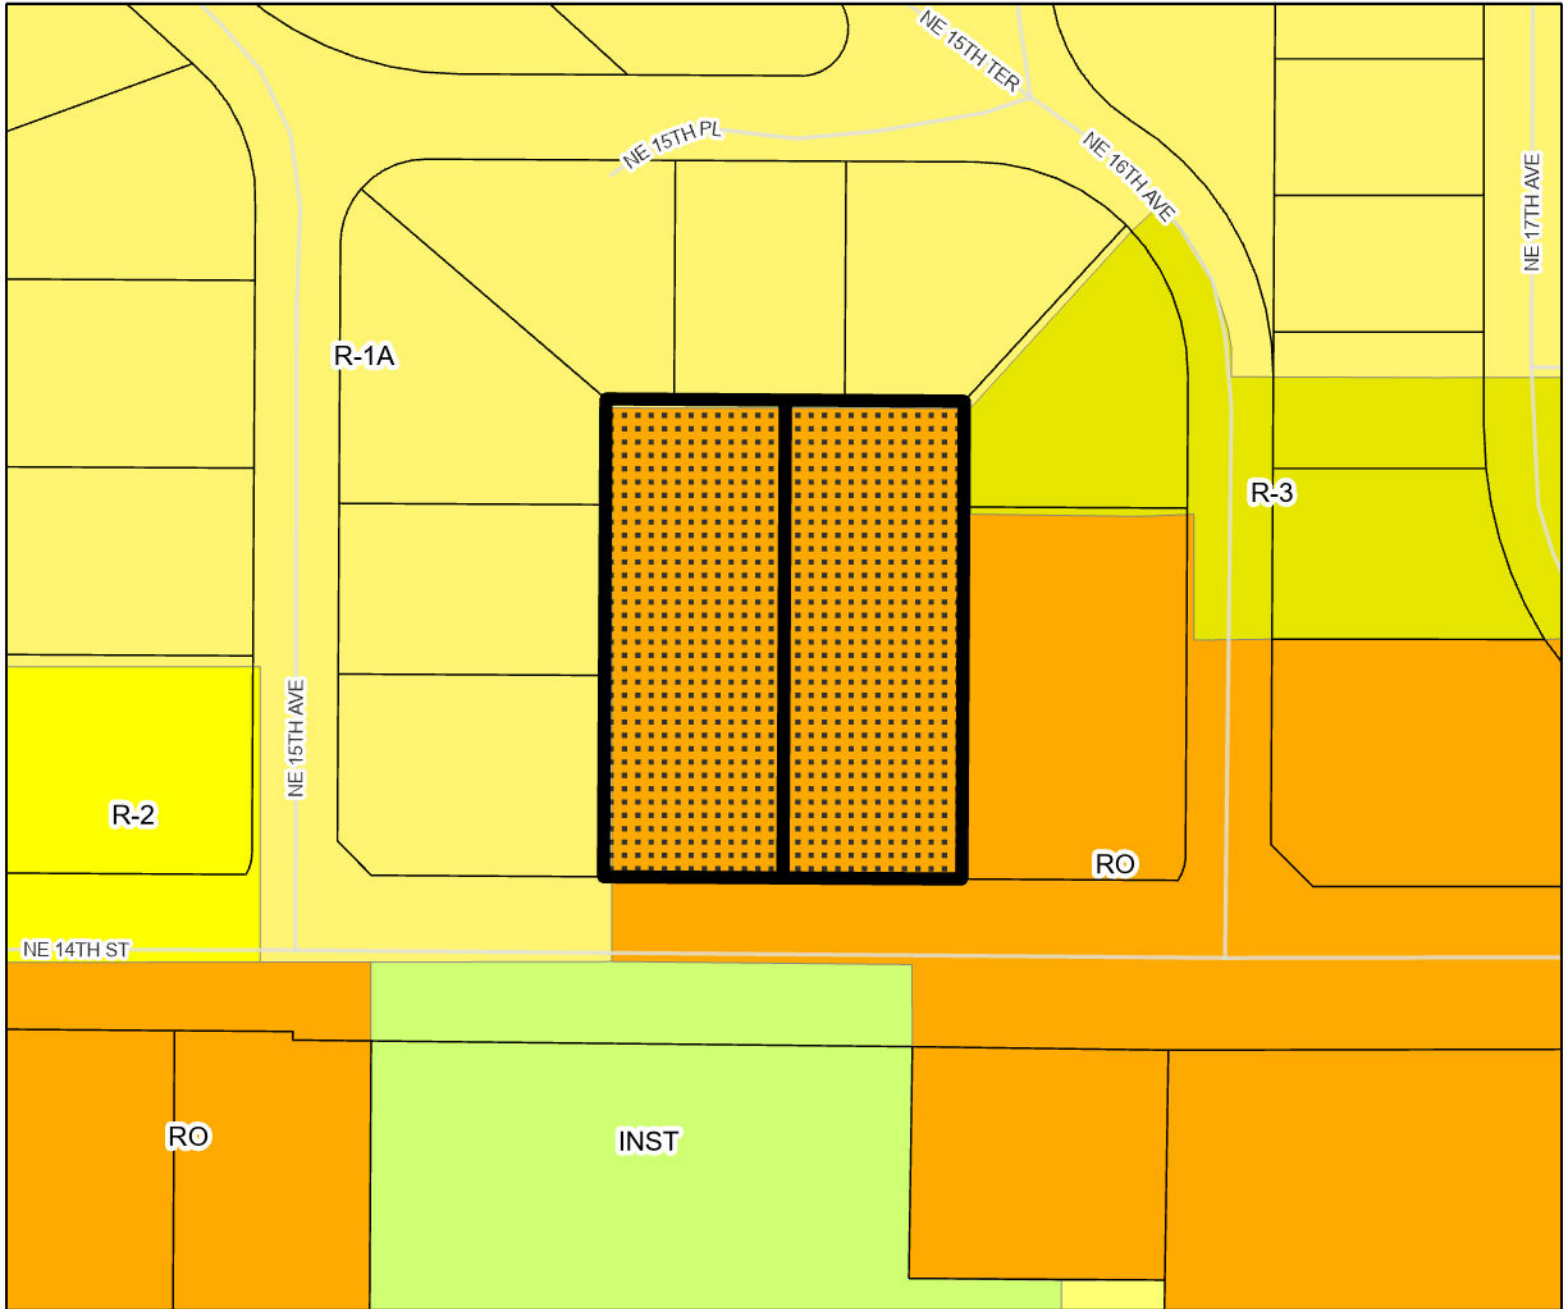 NE 15TH TER
NE 15TH PL
NE 16TH AVE
NE 17TH AVE
R-1A
R-3
NE 15TH AVE
R-2
RO
NE 14TH ST
RO
INST